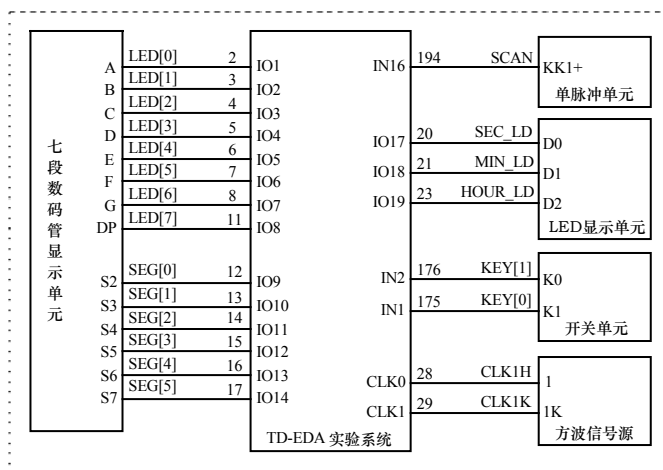 七段数码管显示单元
A LED[0] 2 IO1
B LED[1] 3 IO2
C LED[2] 4 IO3
D LED[3] 5 IO4
E LED[4] 6 IO5
F LED[5] 7 IO6
G LED[6] 8 IO7
DP LED[7] 11 IO8
S2 SEG[0] 12 IO9
S3 SEG[1] 13 IO10
S4 SEG[2] 14 IO11
S5 SEG[3] 15 IO12
S6 SEG[4] 16 IO13
S7 SEG[5] 17 IO14
TD-EDA 实验系统
IN16 194 SCAN KK1+
单脉冲单元
IO17 20 SEC_LD D0
IO18 21 MIN_LD D1
IO19 23 HOUR_LD D2
LED显示单元
IN2 176 KEY[1] K0
IN1 175 KEY[0] K1
开关单元
CLK0 28 CLK1H 1
CLK1 29 CLK1K 1K
方波信号源